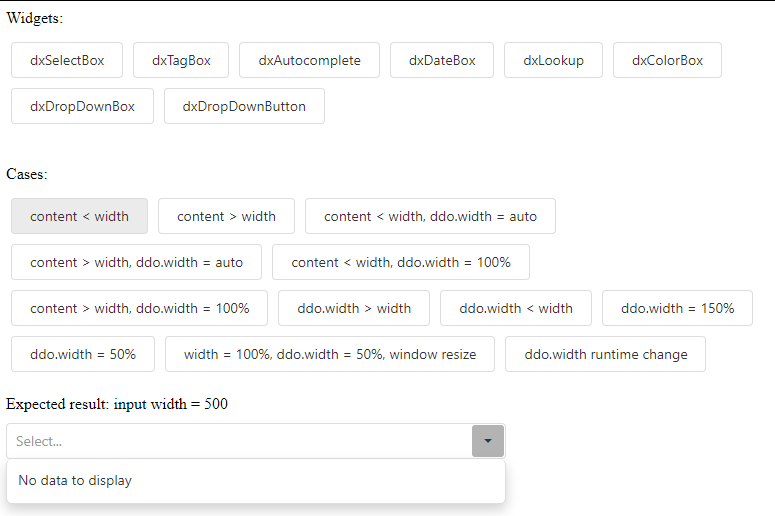 Widgets:
dxSelectBox dxTagBox dxAutocomplete dxDateBox dxLookup dxColorBox
dxDropDownBox dxDropDownButton
Cases:
content < width content > width content < width, ddo.width = auto
content > width, ddo.width = auto content < width, ddo.width = 100%
content > width, ddo.width = 100% ddo.width > width ddo.width < width ddo.width = 150%
ddo.width = 50% width = 100%, ddo.width = 50%, window resize ddo.width runtime change
Expected result: input width = 500
Select...
No data to display